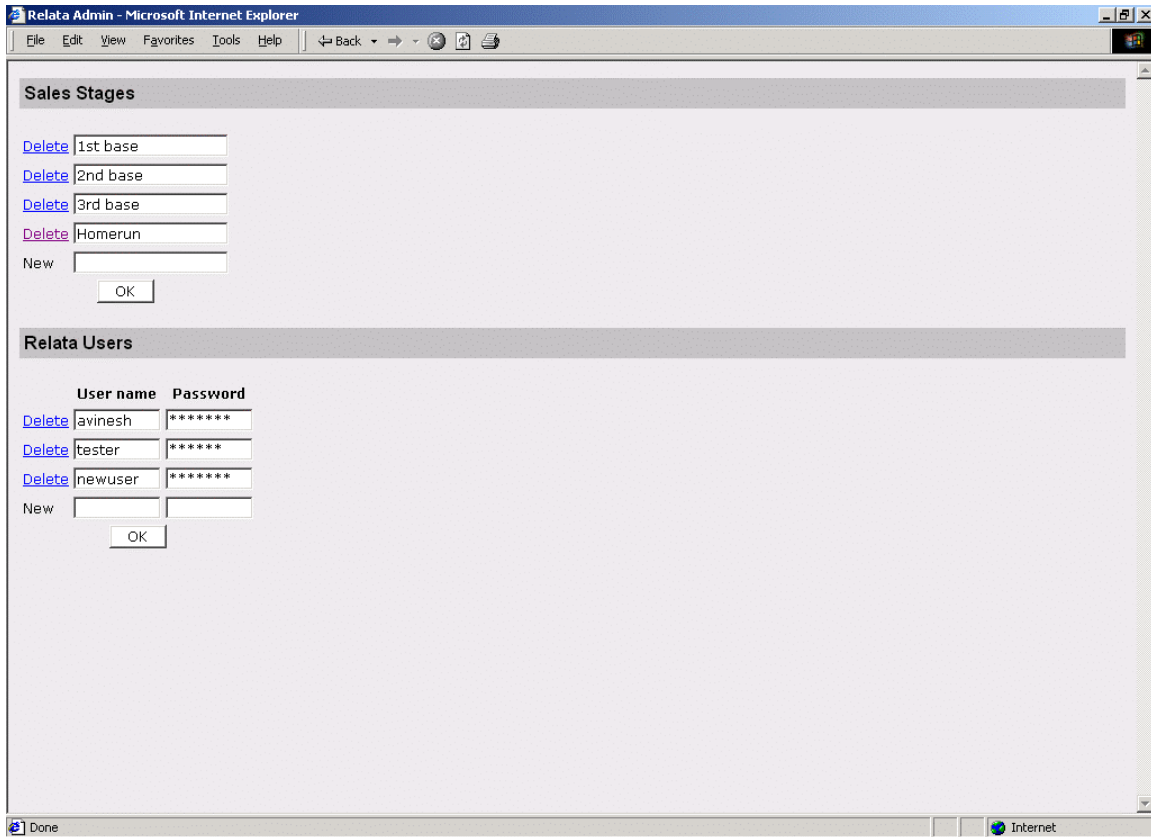 Relata Admin - Microsoft Internet Explorer
File Edit View Favorites Tools Help Back
Sales Stages
Delete 1st base
Delete 2nd base
Delete 3rd base
Delete Homerun
New
OK
Relata Users
User name Password
Delete avinesh *******
Delete tester ******
Delete newuser *******
New
OK
Done Internet